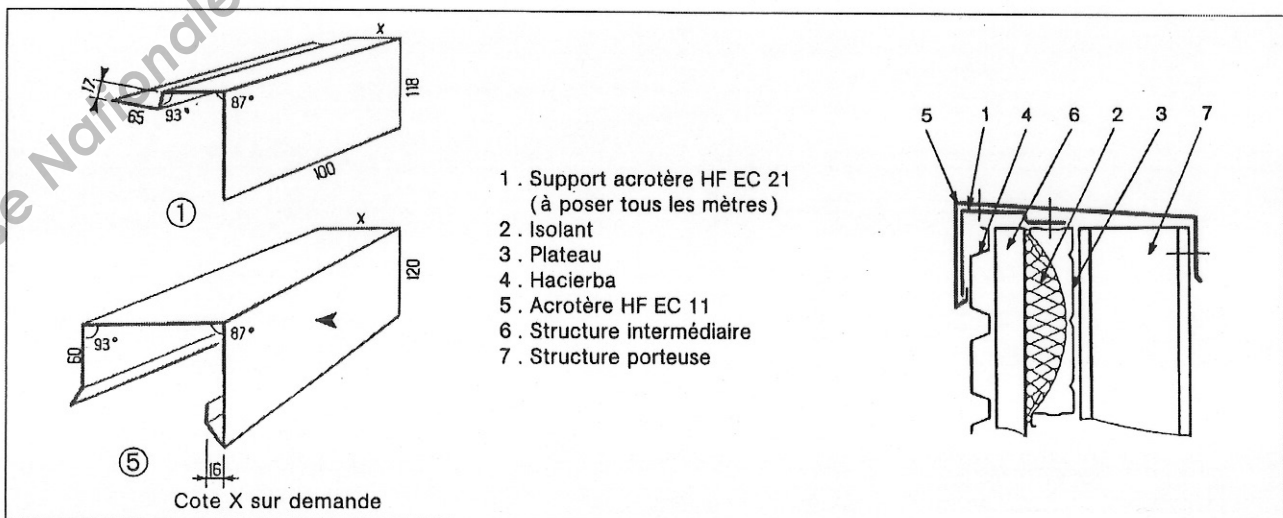 se Nationale
x
17
65
93°
87°
118
100
①
x
60
93°
87°
120
⑤
16
Cote X sur demande
1 . Support acrotère HF EC 21
(à poser tous les mètres)
2 . Isolant
3 . Plateau
4 . Hacierba
5 . Acrotère HF EC 11
6 . Structure intermédiaire
7 . Structure porteuse
5 1 4 6 2 3 7